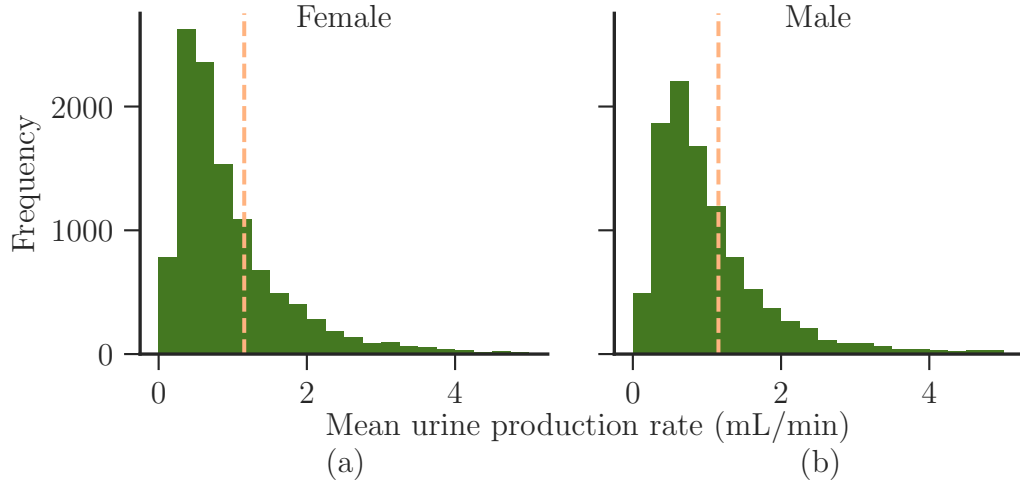 Female
Male
Frequency
2000
1000
0
0 2 4
0 2 4
Mean urine production rate (mL/min)
(a)
(b)